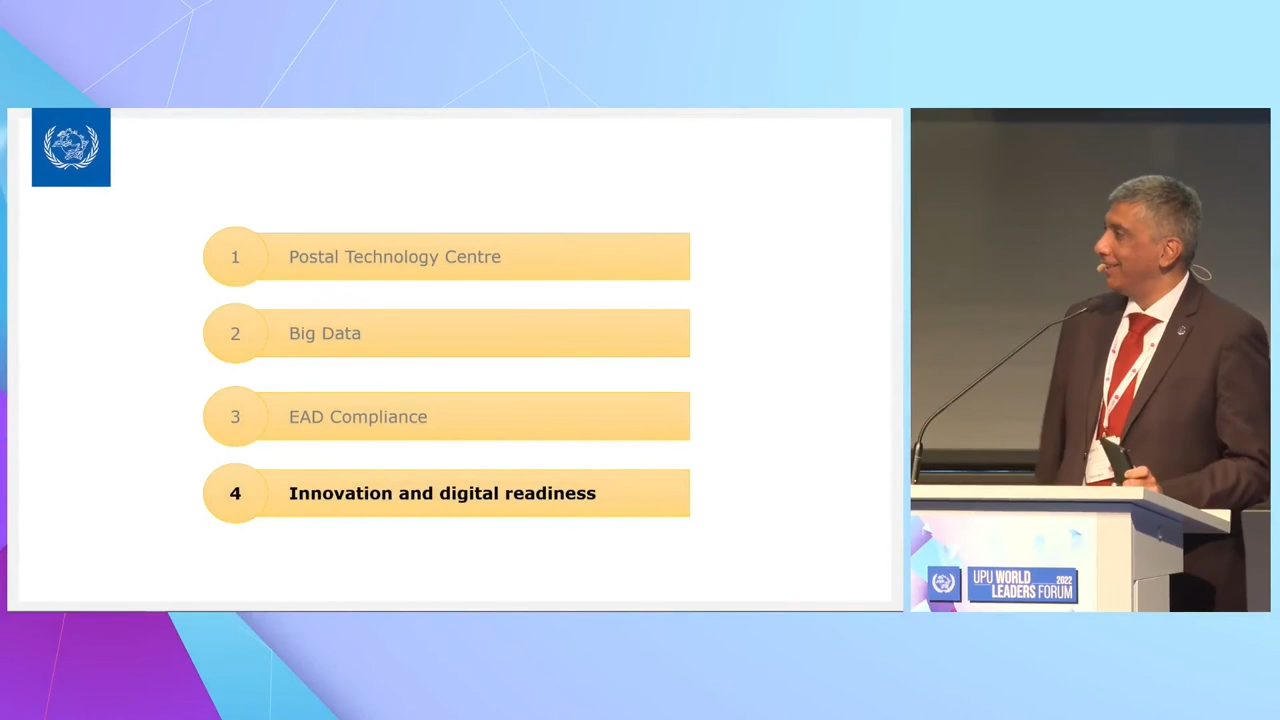 1 Postal Technology Centre
2 Big Data
3 EAD Compliance
4 Innovation and digital readiness
UPU WORLD 2022
LEADERS FORUM